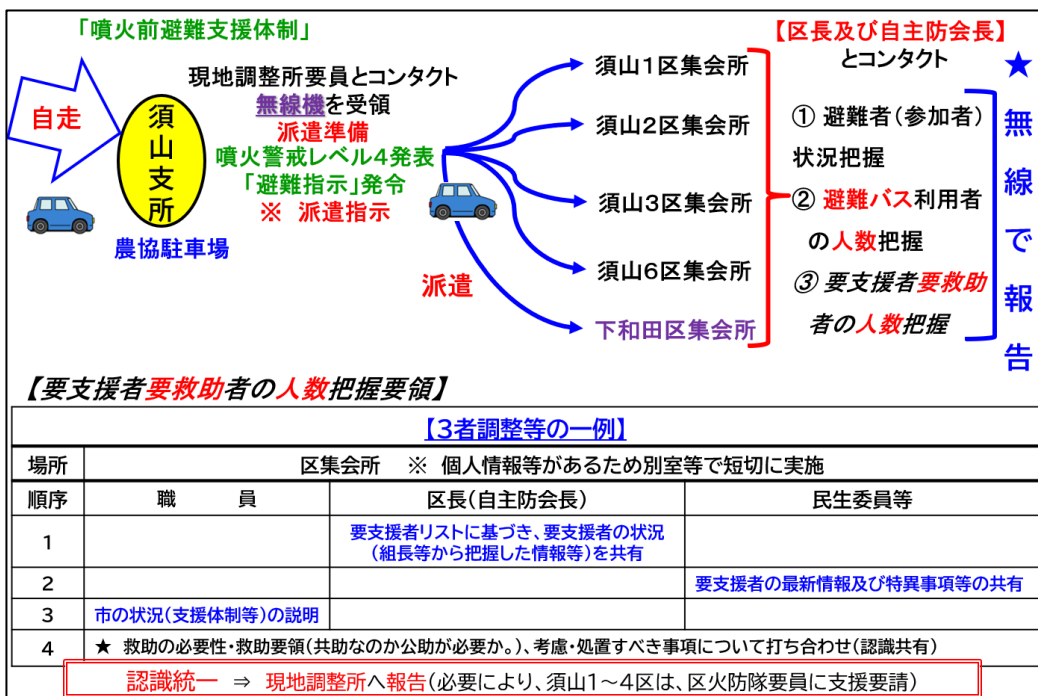 「噴火前避難支援体制」
自走
須山支所
農協駐車場
現地調整所要員とコンタクト
無線機を受領
派遣準備
噴火警戒レベル4発表
「避難指示」発令
※ 派遣指示
派遣
須山1区集会所
須山2区集会所
須山3区集会所
須山6区集会所
下和田区集会所
【区長及び自主防会長】
とコンタクト
① 避難者(参加者)
状況把握
② 避難バス利用者
の人数把握
③ 要支援者要救助
者の人数把握
★無線で報告
【要支援者要救助者の人数把握要領】
【3者調整等の一例】
場所
区集会所 ※ 個人情報等があるため別室等で短切に実施
順序
職 員
区長(自主防会長)
民生委員等
1
要支援者リストに基づき、要支援者の状況
(組長等から把握した情報等)を共有
2
要支援者の最新情報及び特異事項等の共有
3
市の状況(支援体制等)の説明
4
★ 救助の必要性・救助要領(共助なのか公助が必要か。)、考慮・処置すべき事項について打ち合わせ(認識共有)
認識統一 ⇒ 現地調整所へ報告(必要により、須山1~4区は、区火防隊要員に支援要請)